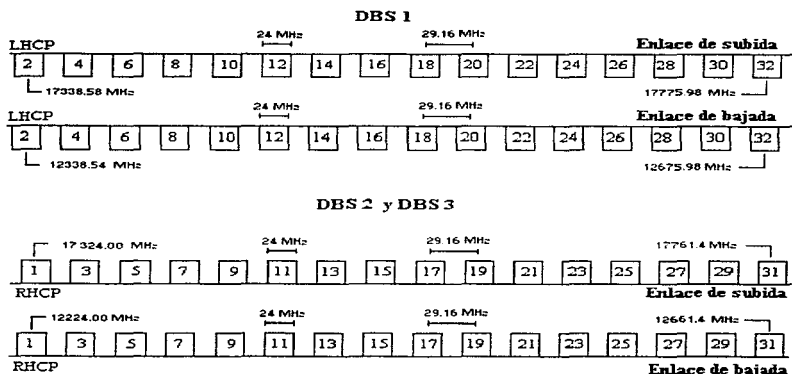 DBS 1
24 MHz 29.16 MHz
LHCP Enlace de subida
2 4 6 8 10 12 14 16 18 20 22 24 26 28 30 32
17338.58 MHz 17775.98 MHz
24 MHz 29.16 MHz
LHCP Enlace de bajada
2 4 6 8 10 12 14 16 18 20 22 24 26 28 30 32
12338.54 MHz 12675.98 MHz
DBS 2 y DBS 3
17324.00 MHz 24 MHz 29.16 MHz 17761.4 MHz
1 3 5 7 9 11 13 15 17 19 21 23 25 27 29 31
RHCP Enlace de subida
12224.00 MHz 24 MHz 29.16 MHz 12661.4 MHz
1 3 5 7 9 11 13 15 17 19 21 23 25 27 29 31
RHCP Enlace de bajada